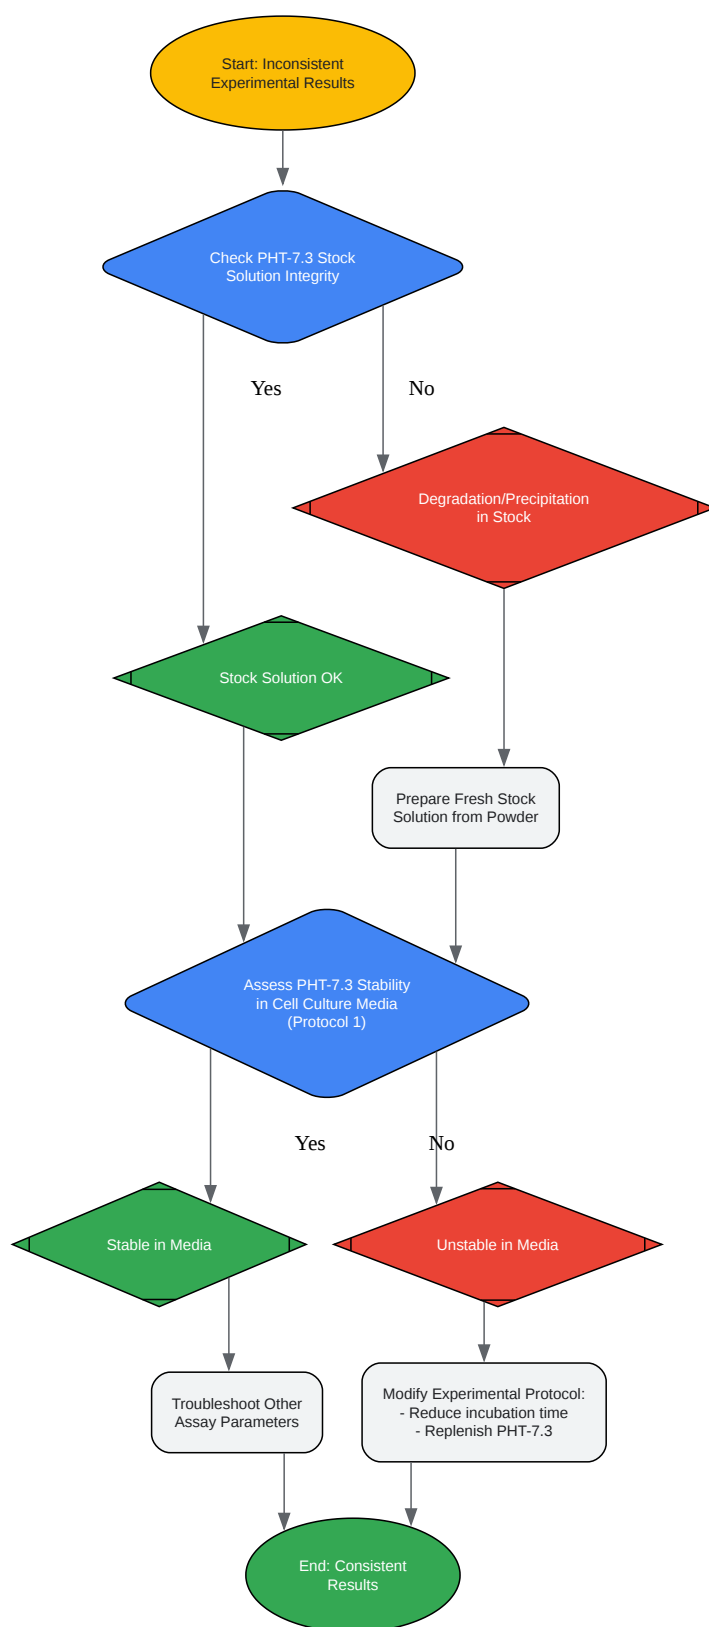 Start: Inconsistent
Experimental Results
Check PHT-7.3 Stock
Solution Integrity
Yes
No
Degradation/Precipitation
in Stock
Stock Solution OK
Prepare Fresh Stock
Solution from Powder
Assess PHT-7.3 Stability
in Cell Culture Media
(Protocol 1)
Yes
No
Stable in Media
Unstable in Media
Troubleshoot Other
Assay Parameters
Modify Experimental Protocol:
- Reduce incubation time
- Replenish PHT-7.3
End: Consistent
Results